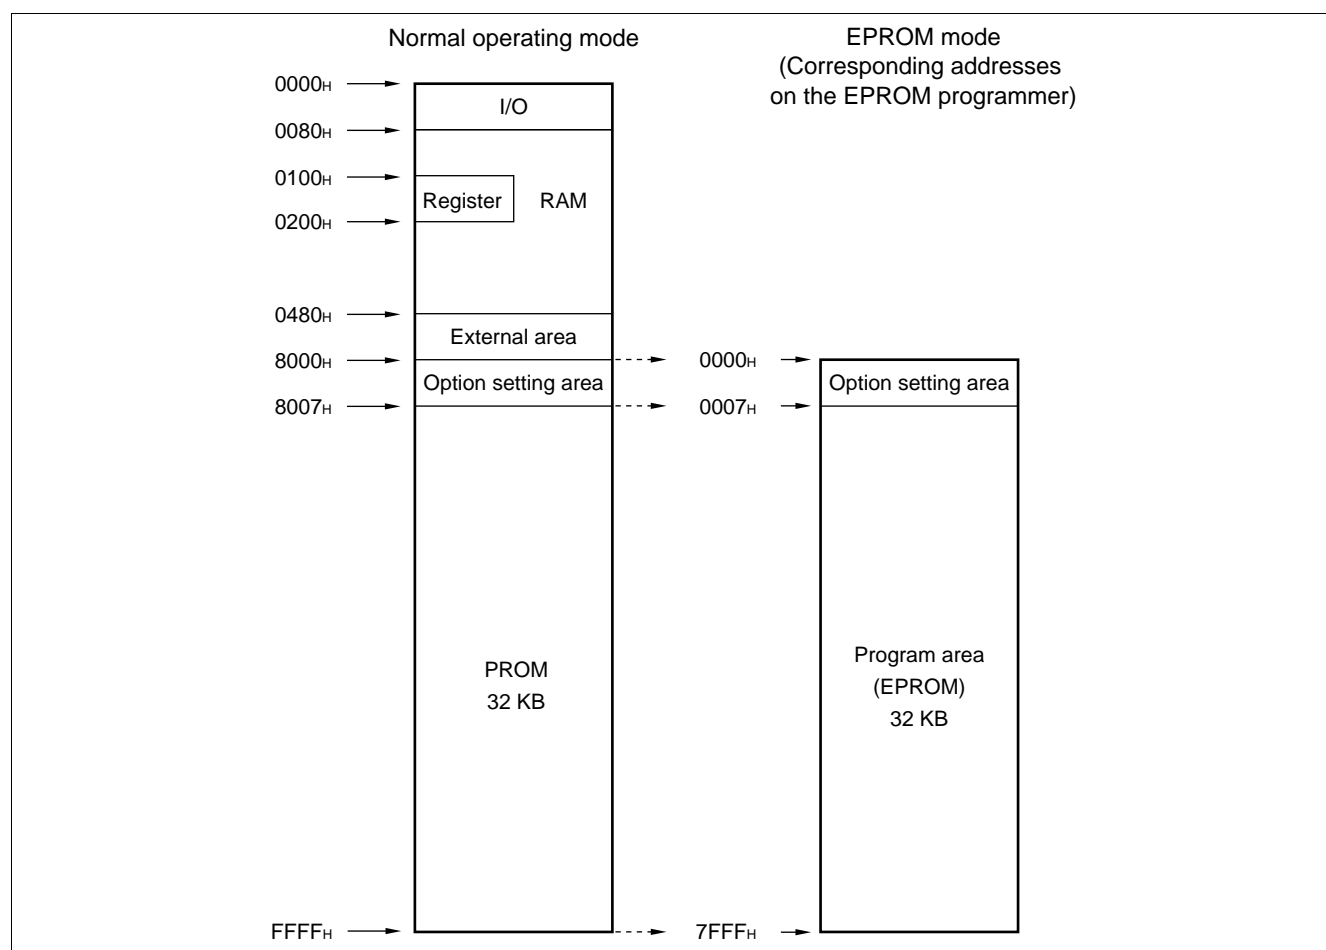 Normal operating mode
EPROM mode
(Corresponding addresses
on the EPROM programmer)
0000H
I/O
0080H
0100H
Register
RAM
0200H
0480H
External area
8000H
0000H
Option setting area
Option setting area
8007H
0007H
PROM
32 KB
Program area
(EPROM)
32 KB
FFFFH
7FFFH